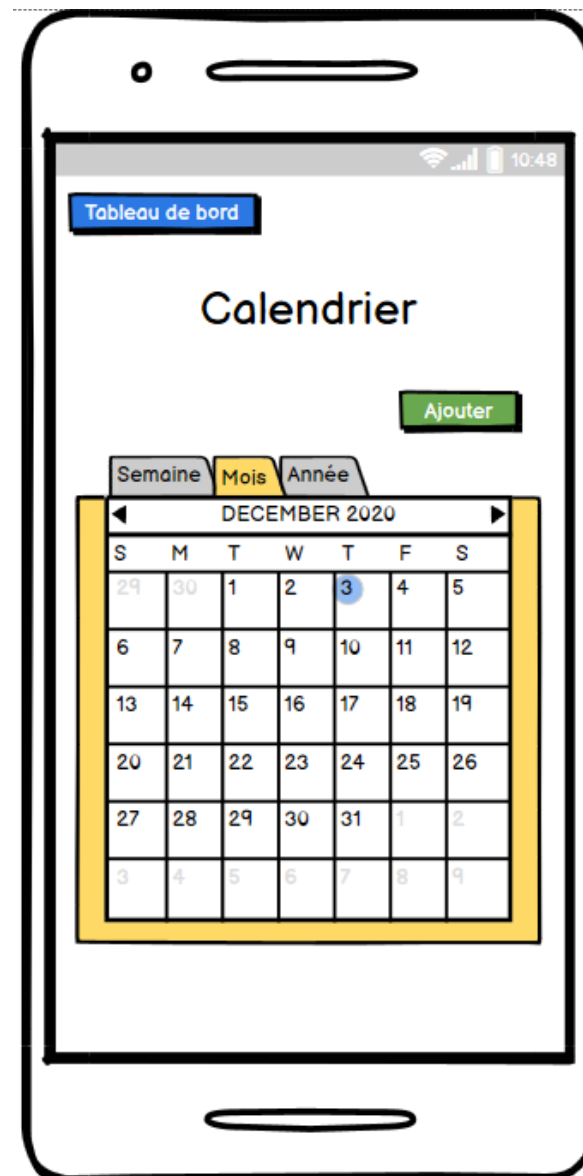 10:48
Tableau de bord
Calendrier
Ajouter
Semaine Mois Année
DECEMBER 2020
S M T W T F S
29 30 1 2 3 4 5
6 7 8 9 10 11 12
13 14 15 16 17 18 19
20 21 22 23 24 25 26
27 28 29 30 31 1 2
3 4 5 6 7 8 9